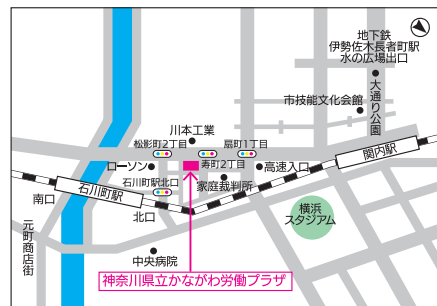 地下鉄
伊勢佐木長者町駅
水の広場出口
大通り公園
市技能文化会館
川本工業
松影町2丁目
扇町1丁目
寿町2丁目
ローソン
高速入口
関内駅
石川町駅北口
家庭裁判所
石川町駅
南口
北口
横浜
スタジアム
元町商店街
中央病院
神奈川県立かながわ労働プラザ